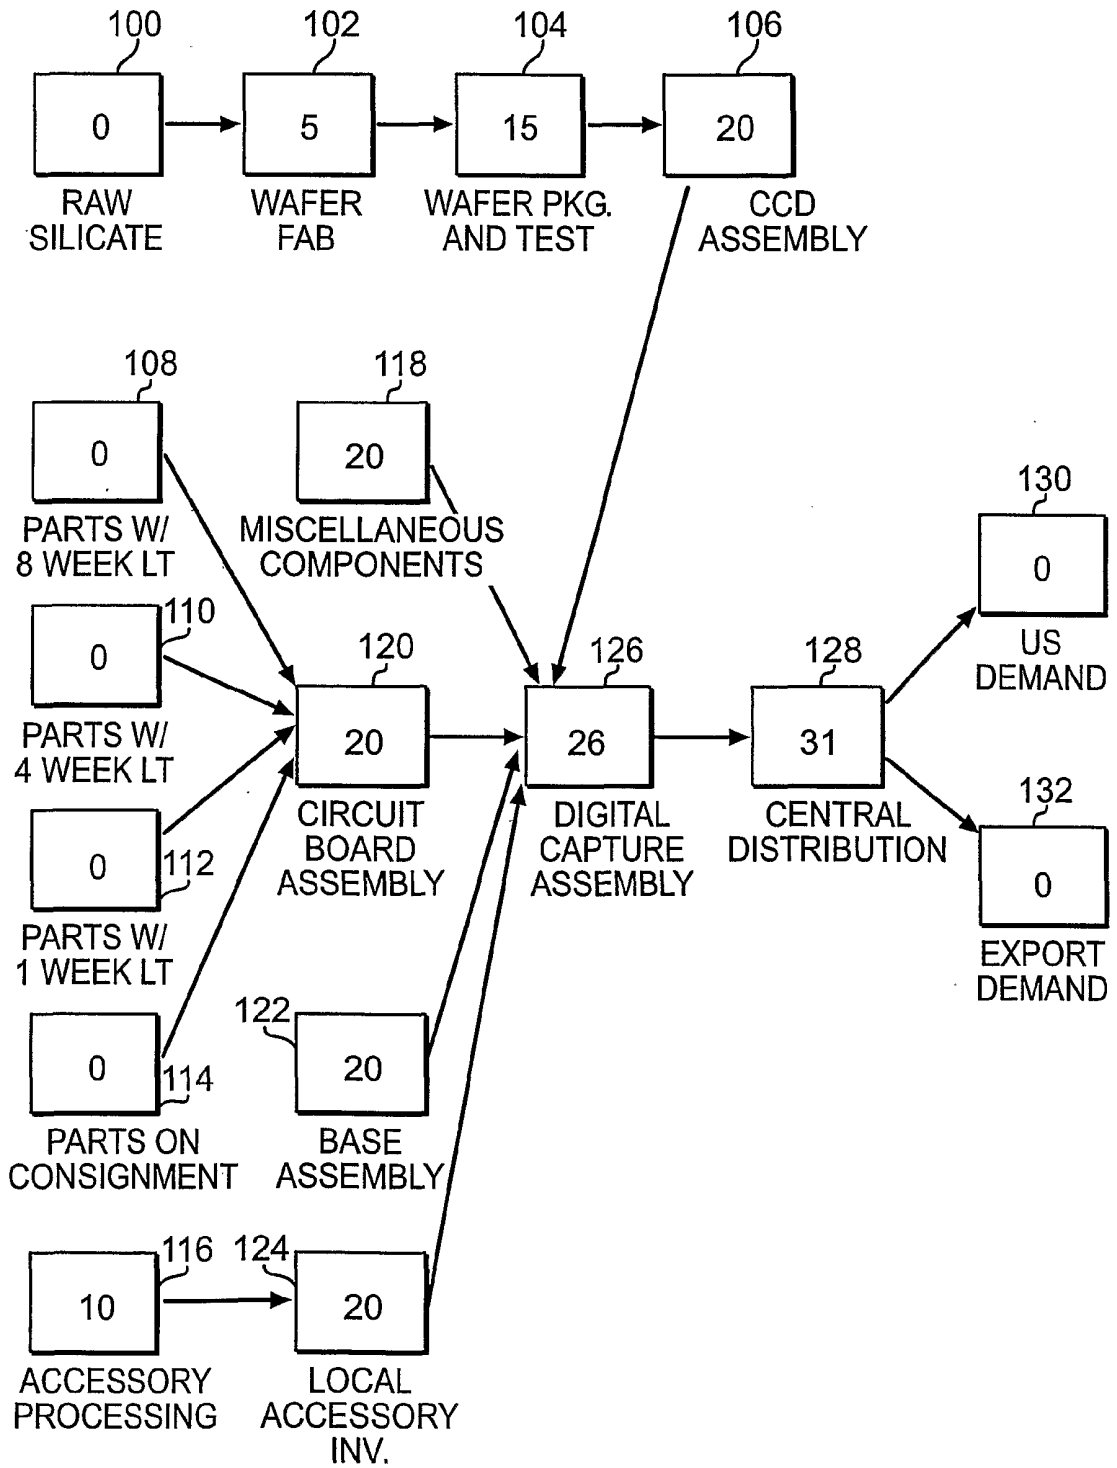 100
102
104
106
0
5
15
20
RAW
SILICATE
WAFER
FAB
WAFER PKG.
AND TEST
CCD
ASSEMBLY
108
0
PARTS W/
8 WEEK LT
118
20
MISCELLANEOUS
COMPONENTS
110
0
PARTS W/
4 WEEK LT
112
0
PARTS W/
1 WEEK LT
114
0
PARTS ON
CONSIGNMENT
120
20
CIRCUIT
BOARD
ASSEMBLY
126
26
DIGITAL
CAPTURE
ASSEMBLY
128
31
CENTRAL
DISTRIBUTION
130
0
US
DEMAND
132
0
EXPORT
DEMAND
122
20
BASE
ASSEMBLY
116
10
ACCESSORY
PROCESSING
124
20
LOCAL
ACCESSORY
INV.